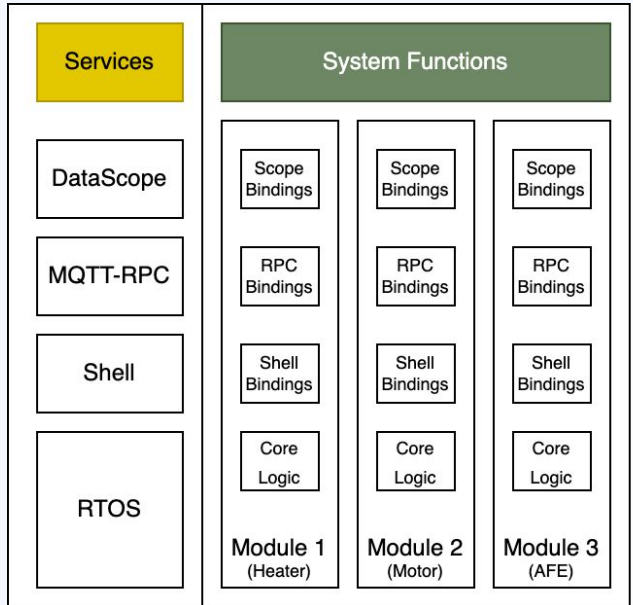 Services
System Functions
DataScope
Scope
Bindings
Scope
Bindings
Scope
Bindings
MQTT-RPC
RPC
Bindings
RPC
Bindings
RPC
Bindings
Shell
Shell
Bindings
Shell
Bindings
Shell
Bindings
RTOS
Core
Logic
Core
Logic
Core
Logic
Module 1
(Heater)
Module 2
(Motor)
Module 3
(AFE)